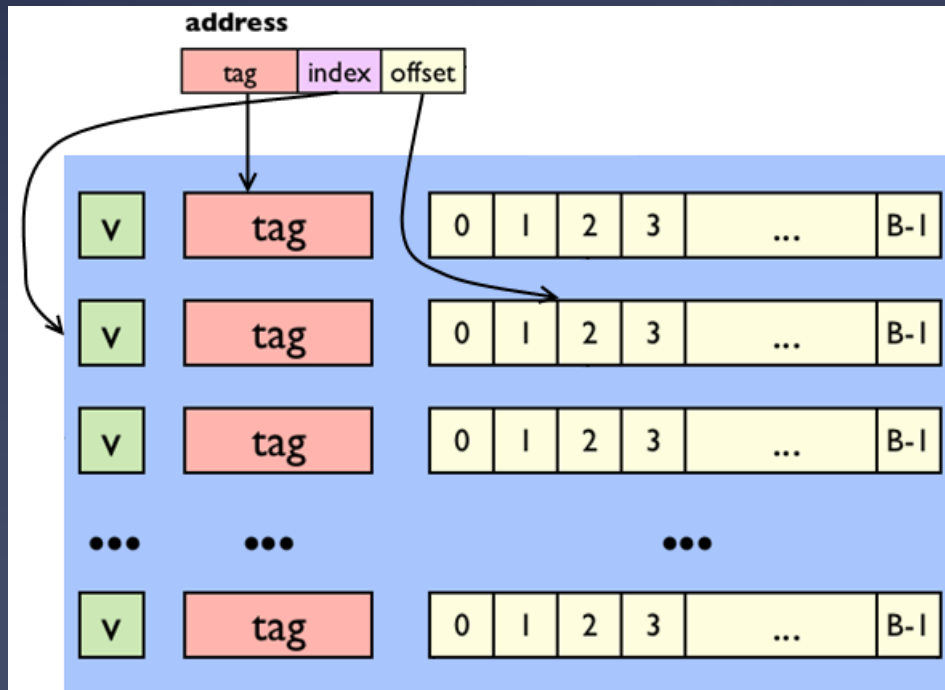 address
tag index offset
v tag 0 1 2 3 ... B-1
v tag 0 1 2 3 ... B-1
v tag 0 1 2 3 ... B-1
••• ••• •••
v tag 0 1 2 3 ... B-1